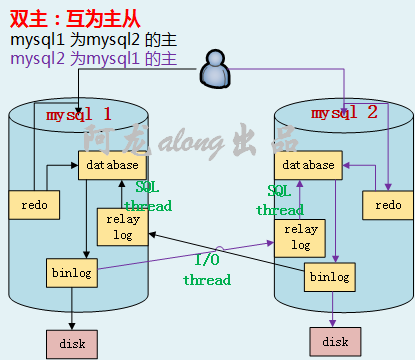 双主：互为主从
mysql1 为mysql2 的主
mysql2 为mysql1 的主
mysql 1
mysql 2
阿龙along出品
database
database
SQL
thread
SQL
thread
redo
redo
relay
log
relay
log
I/O
thread
binlog
binlog
disk
disk